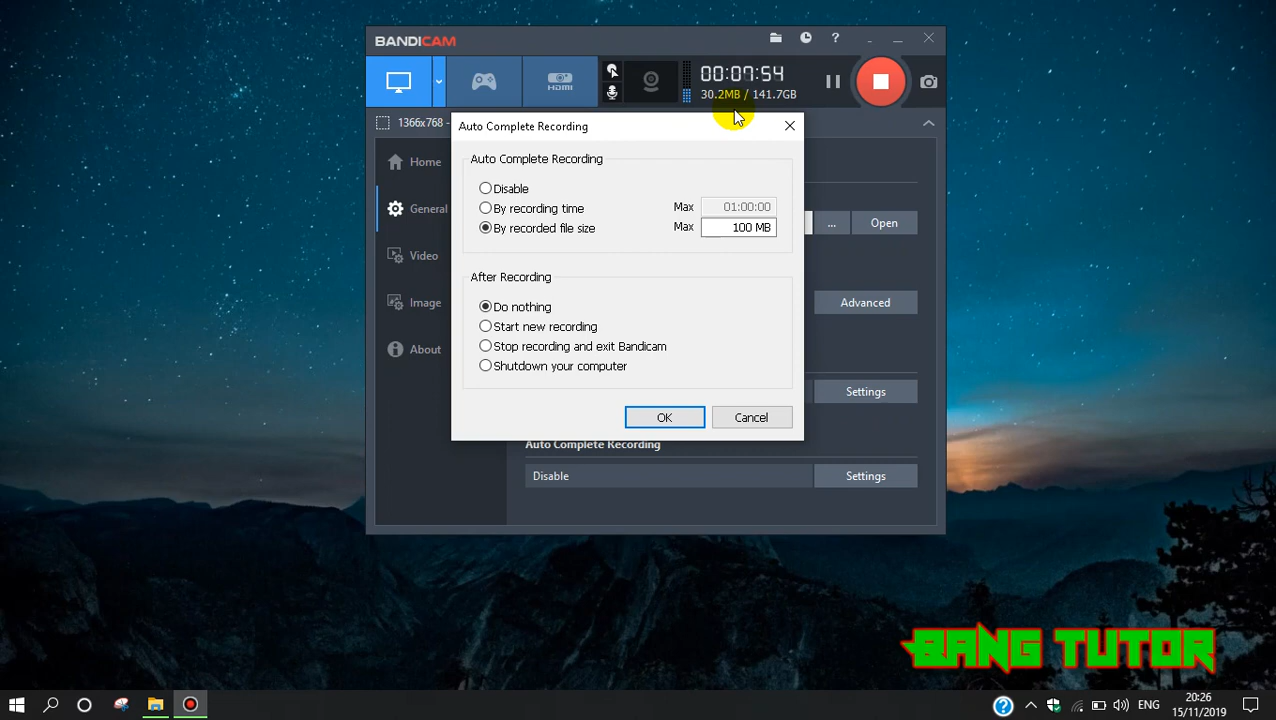 BANDICAM
?
00:07:54
30.2MB / 141.7GB
1366x768 -
Auto Complete Recording
Home
General
Video
Image
About
Auto Complete Recording
Disable
By recording time
Max
01:00:00
By recorded file size
Max
100 MB
...
Open
After Recording
Do nothing
Start new recording
Stop recording and exit Bandicam
Shutdown your computer
Advanced
OK
Cancel
Settings
Auto Complete Recording
Disable
Settings
BANG TUTOR
?
ENG
20:26
15/11/2019